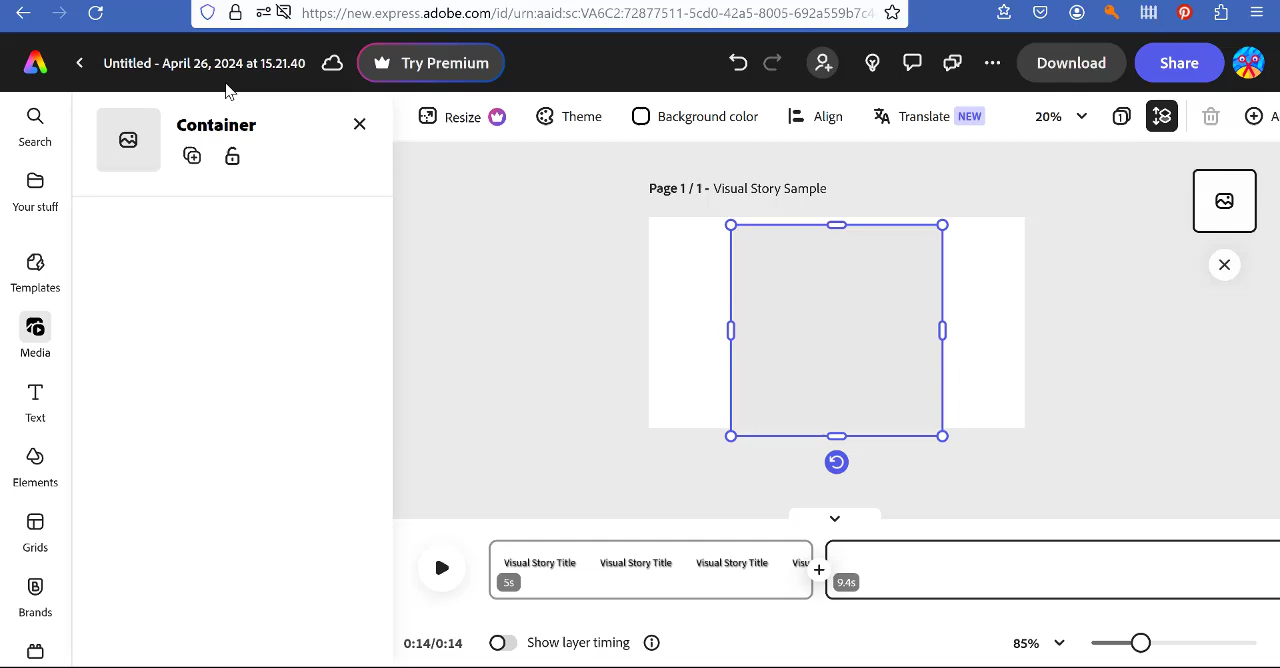 https://new.express.adobe.com/id/urn:aaid:sc:VA6C2:72877511-5cd0-42a5-8005-692a559b7c4
Untitled - April 26, 2024 at 15.21.40
Try Premium
Download
Share
Search
Your stuff
Templates
Media
Text
Elements
Grids
Brands
Container
Resize
Theme
Background color
Align
Translate NEW
20%
1
A
Page 1 / 1 - Visual Story Sample
Visual Story Title Visual Story Title Visual Story Title Visu
5s
9.4s
0:14/0:14
Show layer timing
85%